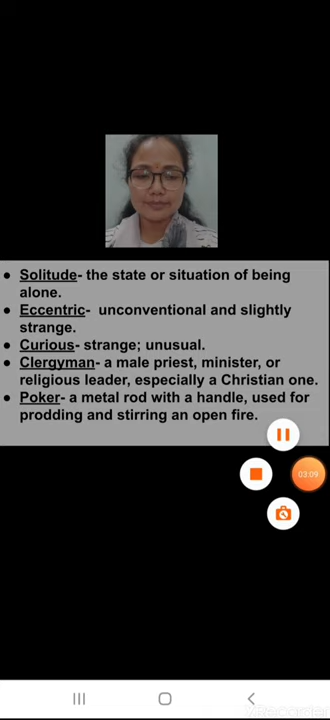 ● Solitude- the state or situation of being
alone.
● Eccentric- unconventional and slightly
strange.
● Curious- strange; unusual.
● Clergyman- a male priest, minister, or
religious leader, especially a Christian one.
● Poker- a metal rod with a handle, used for
prodding and stirring an open fire.
03:09